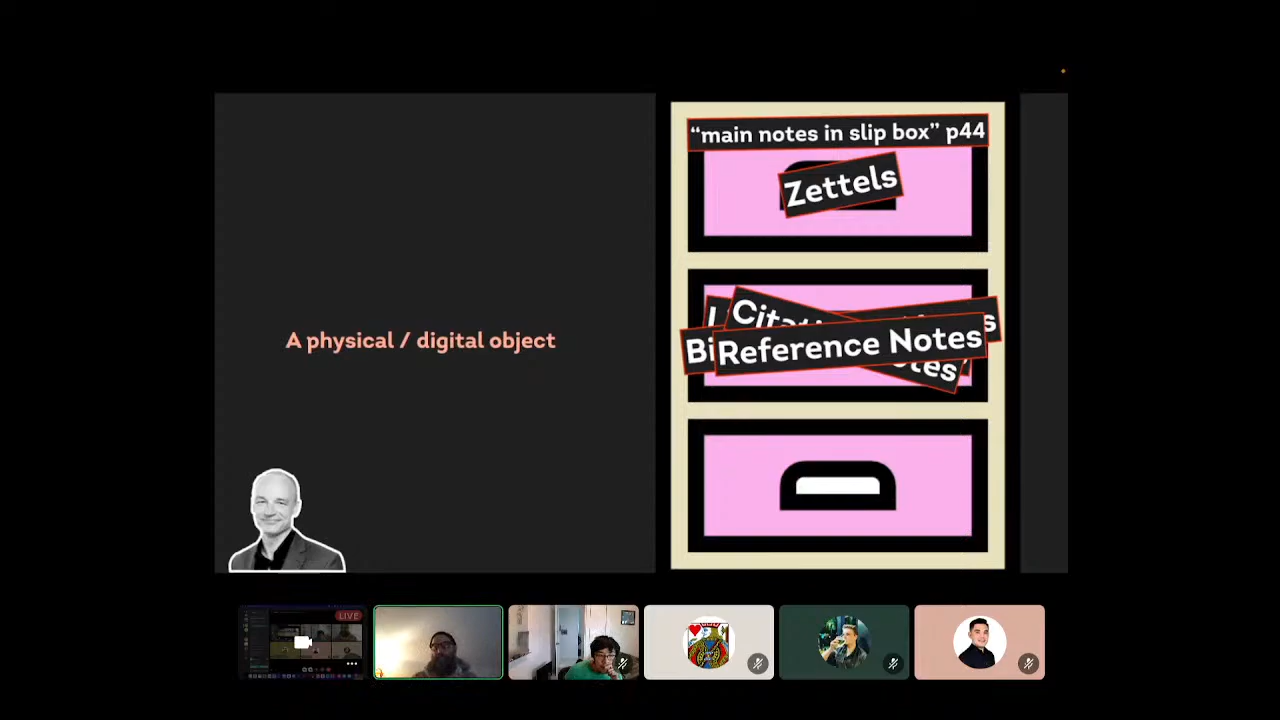 A physical / digital object
“main notes in slip box” p44
Zettels
Reference Notes
LIVE